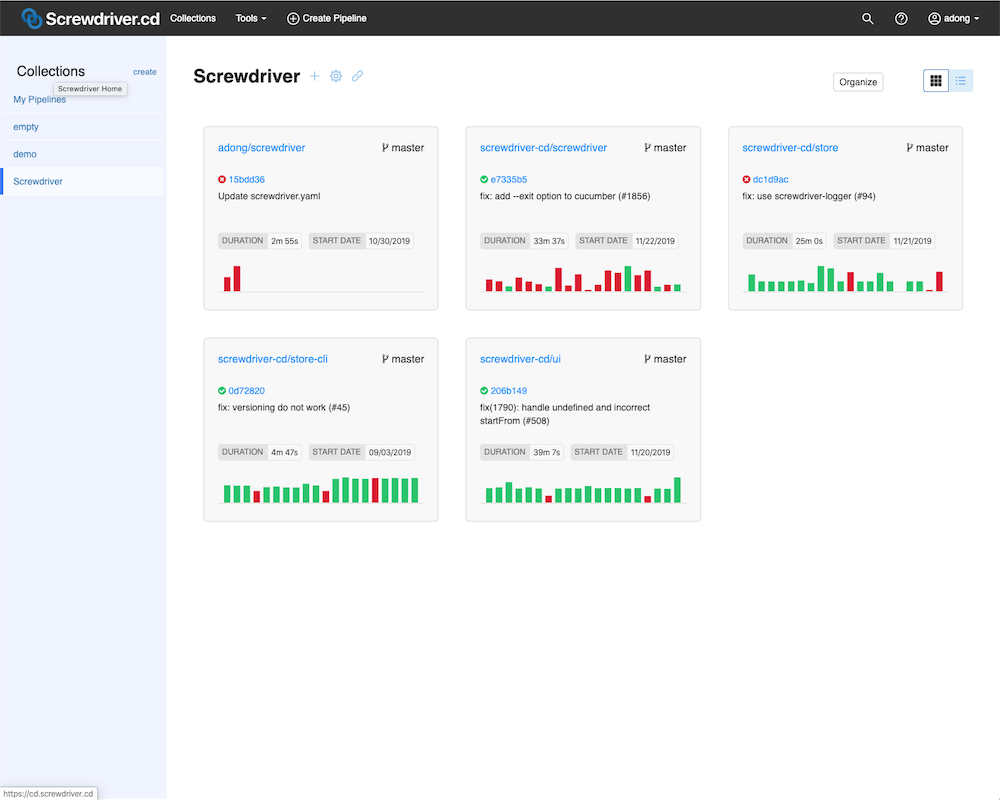 Screwdriver.cd Collections Tools Create Pipeline adong
Collections create
Screwdriver Home
My Pipelines
empty
demo
Screwdriver
Screwdriver
Organize
adong/screwdriver master
15bdd36
Update screwdriver.yaml
DURATION 2m 55s START DATE 10/30/2019
screwdriver-cd/screwdriver master
e7335b5
fix: add --exit option to cucumber (#1856)
DURATION 33m 37s START DATE 11/22/2019
screwdriver-cd/store master
dc1d9ac
fix: use screwdriver-logger (#94)
DURATION 25m 0s START DATE 11/21/2019
screwdriver-cd/store-cli master
0d72820
fix: versioning do not work (#45)
DURATION 4m 47s START DATE 09/03/2019
screwdriver-cd/ui master
206b149
fix(1790): handle undefined and incorrect
startFrom (#508)
DURATION 39m 7s START DATE 11/20/2019
https://cd.screwdriver.cd